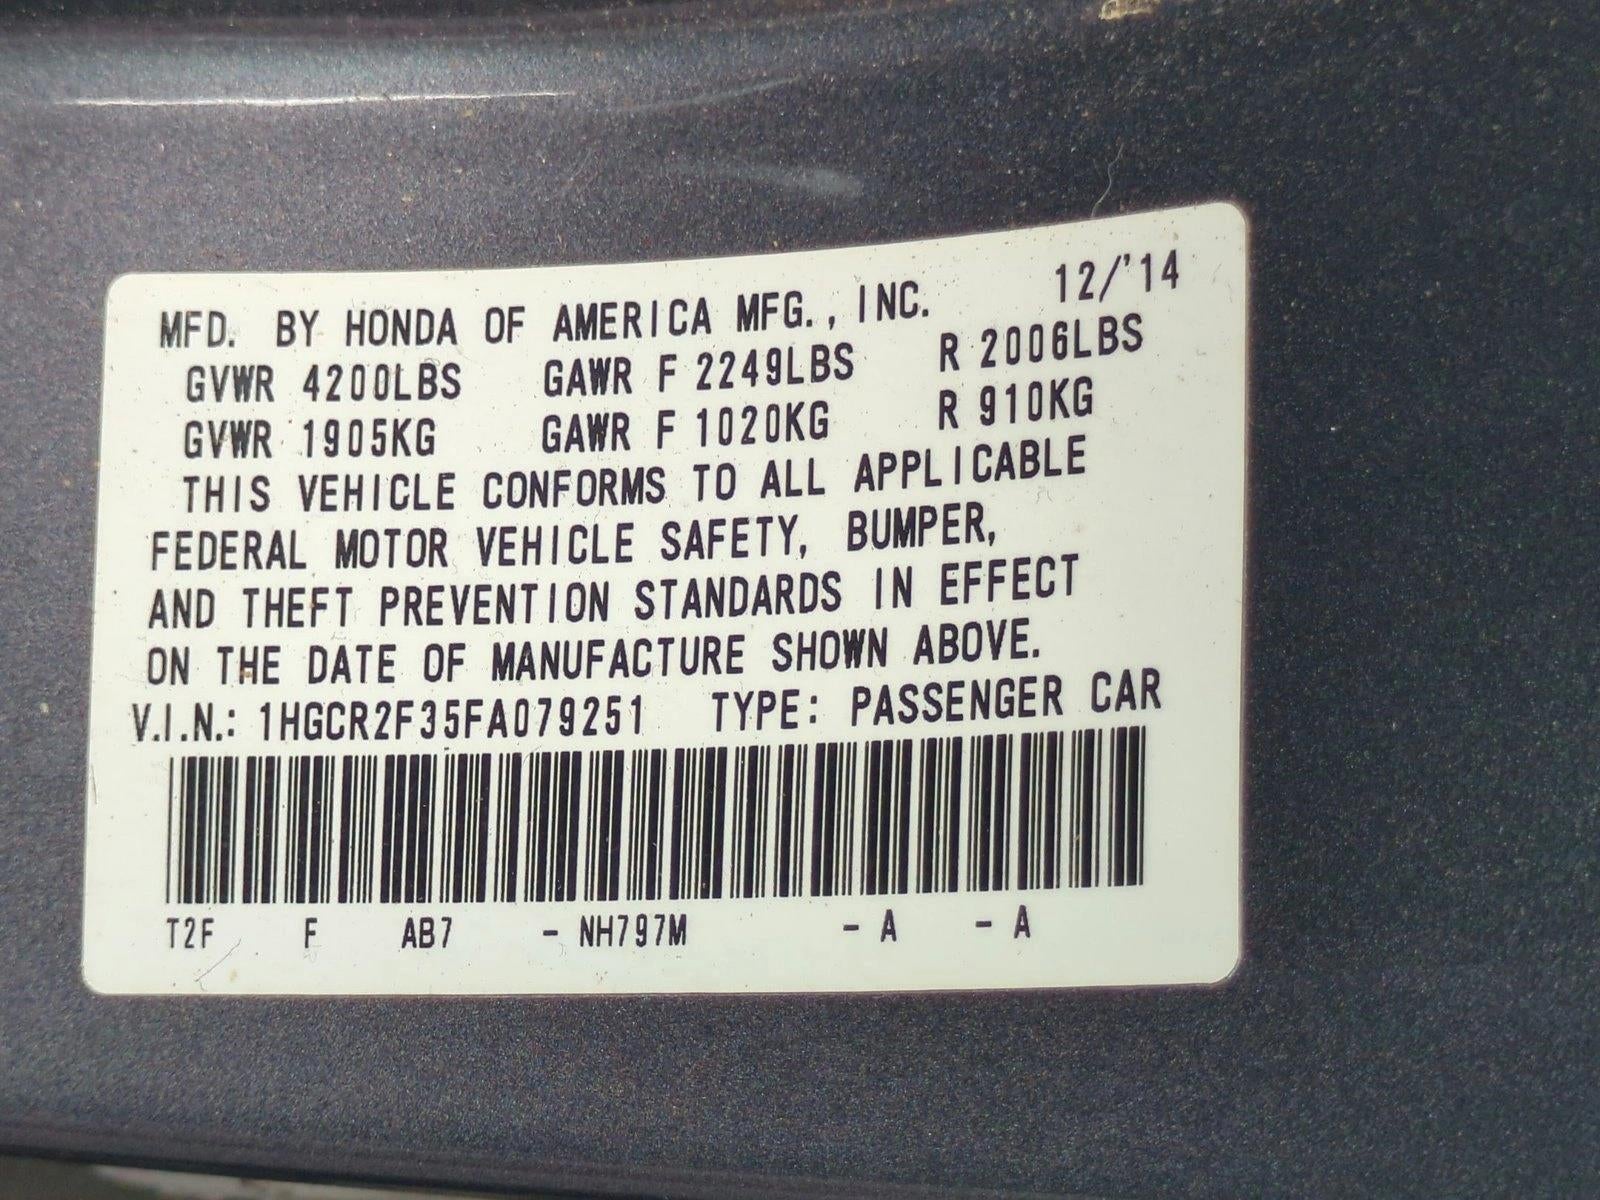 MFD. BY HONDA OF AMERICA MFG., INC. 12/'14
GVWR 4200LBS GAWR F 2249LBS R 2006LBS
GVWR 1905KG GAWR F 1020KG R 910KG
THIS VEHICLE CONFORMS TO ALL APPLICABLE
FEDERAL MOTOR VEHICLE SAFETY, BUMPER,
AND THEFT PREVENTION STANDARDS IN EFFECT
ON THE DATE OF MANUFACTURE SHOWN ABOVE.
V.I.N.: 1HGCR2F35FA079251 TYPE: PASSENGER CAR
T2F F AB7 - NH797M - A - A